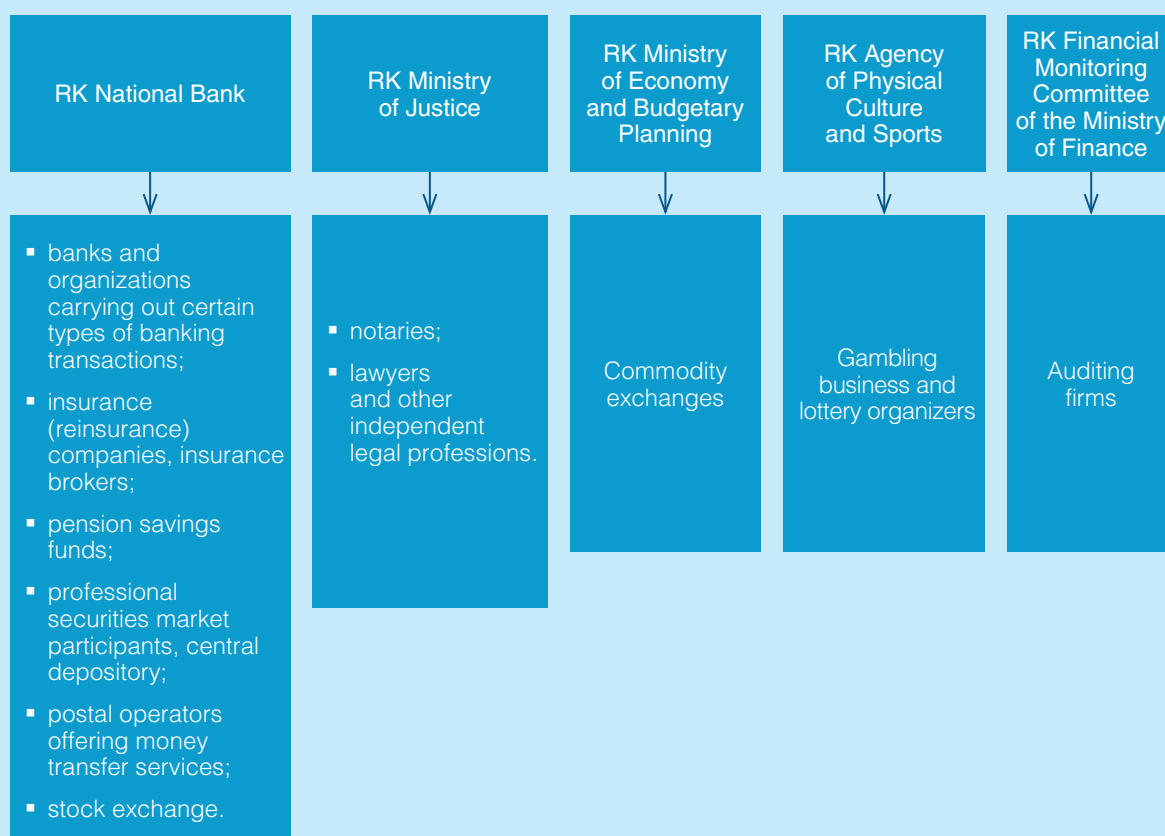 RK National Bank
RK Ministry
of Justice
RK Ministry
of Economy
and Budgetary
Planning
RK Agency
of Physical
Culture
and Sports
RK Financial
Monitoring
Committee
of the Ministry
of Finance
▪ banks and
organizations
carrying out certain
types of banking
transactions;
▪ insurance
(reinsurance)
companies, insurance
brokers;
▪ pension savings
funds;
▪ professional
securities market
participants, central
depository;
▪ postal operators
offering money
transfer services;
▪ stock exchange.
▪ notaries;
▪ lawyers
and other
independent
legal professions.
Commodity
exchanges
Gambling
business and
lottery organizers
Auditing
firms